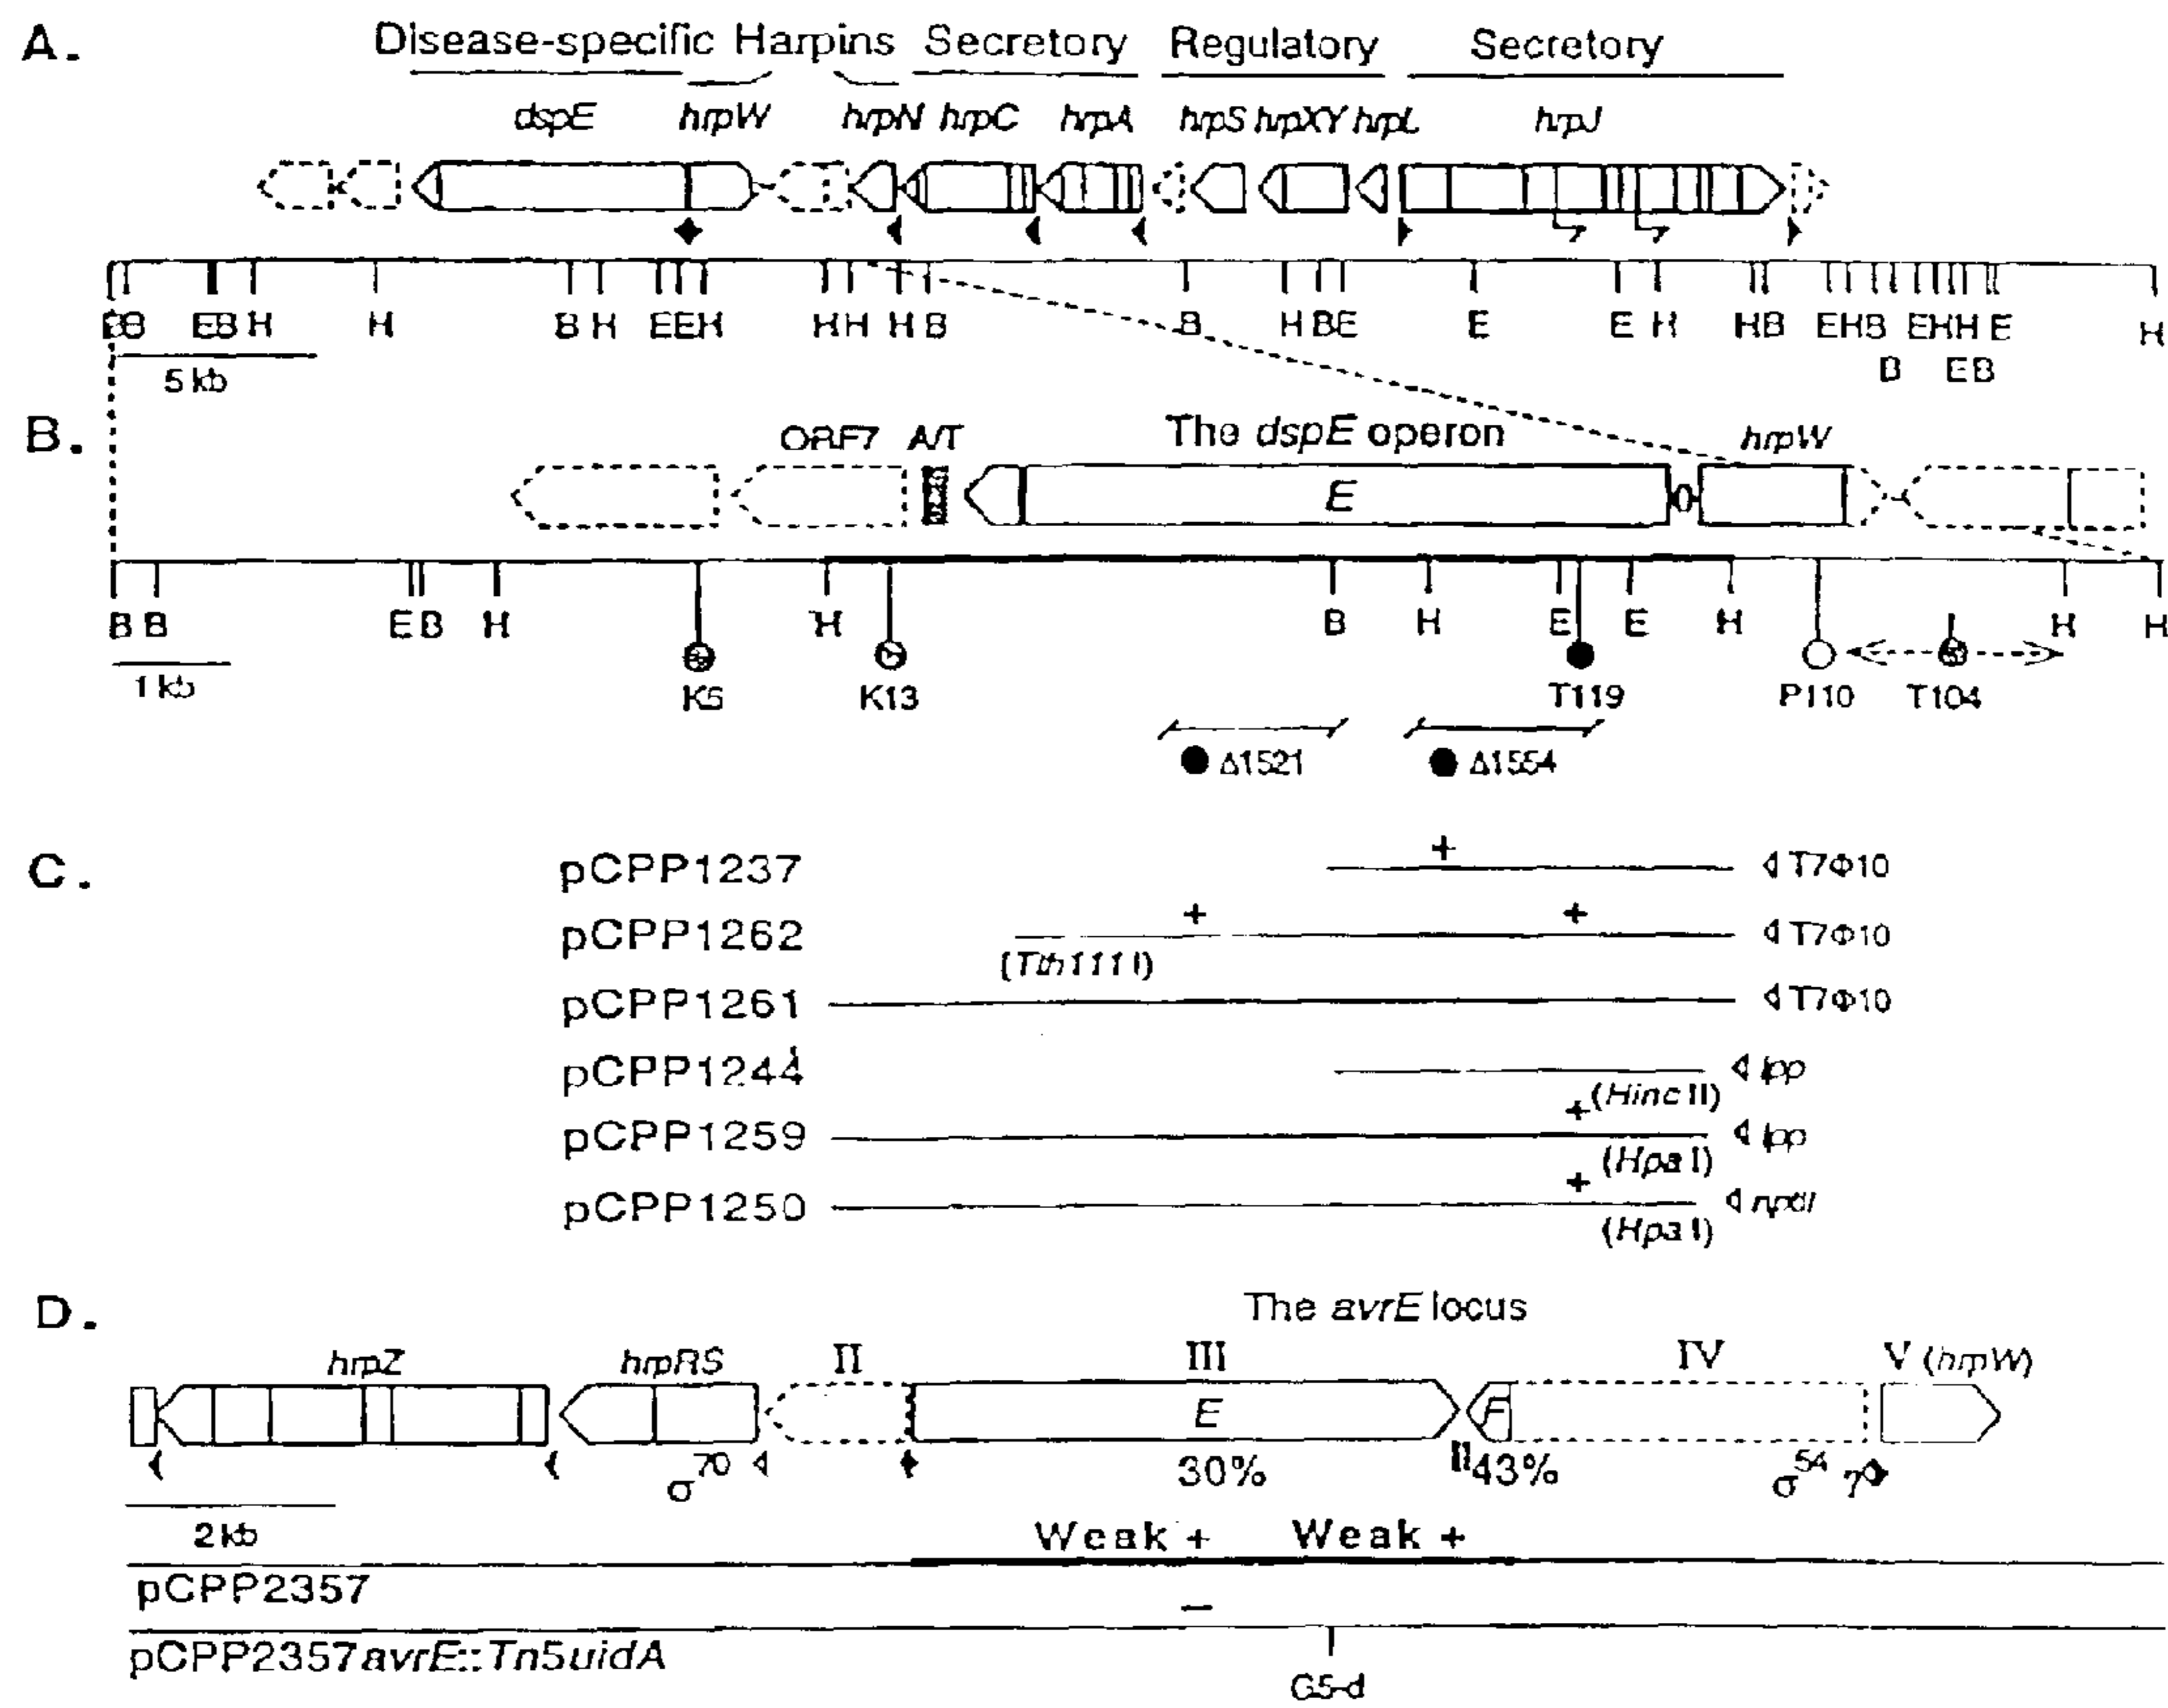 A.
Disease-specific Harpins Secretory Regulatory Secretory
dspE hrpW hrpN hrpC hrpA hrpS hrpXY hrpL hrpJ
B EB H H B H EEH HH H B B H BE E E H HB EHB EHH E H
B EB
5 kb
B.
ORF7 A/T The dspE operon hrpW
E
B B E B H H B H E E H H H
1 kb
K5 K13 T119 P110 T104
Δ1521 Δ1554
C.
+
pCPP1237 T7Φ10
+ +
pCPP1262 T7Φ10
(Tth111 I)
pCPP1261 T7Φ10
pCPP1244 lpp
(Hinc II)
+
pCPP1259 lpp
(Hpa I)
+
pCPP1250 nptII
(Hpa I)
D.
The avrE locus
hrpZ hrpRS II III IV V (hrpW)
E F
σ70 30% 43% σ54 ?
2 kb
Weak + Weak +
pCPP2357
–
pCPP2357avrE::Tn5uidA
G5-d